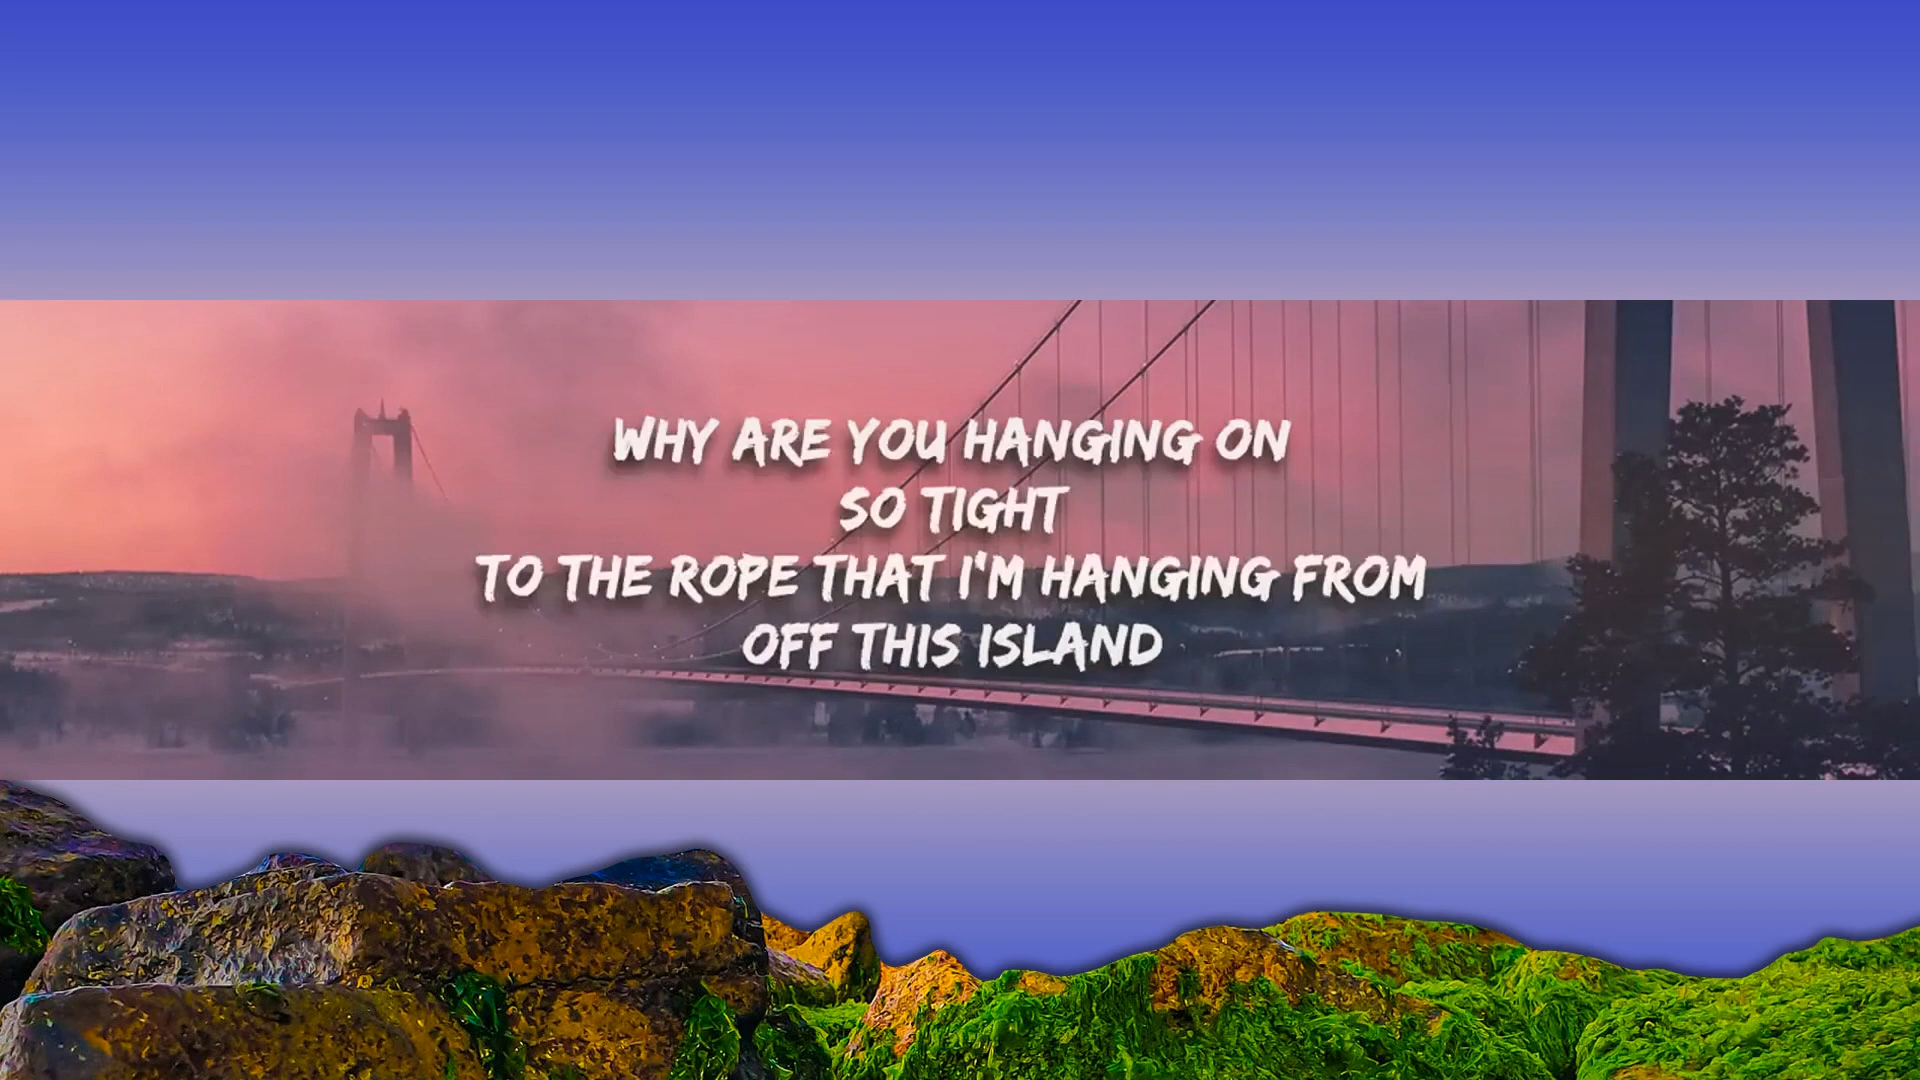 WHY ARE YOU HANGING ON
SO TIGHT
TO THE ROPE THAT I'M HANGING FROM
OFF THIS ISLAND